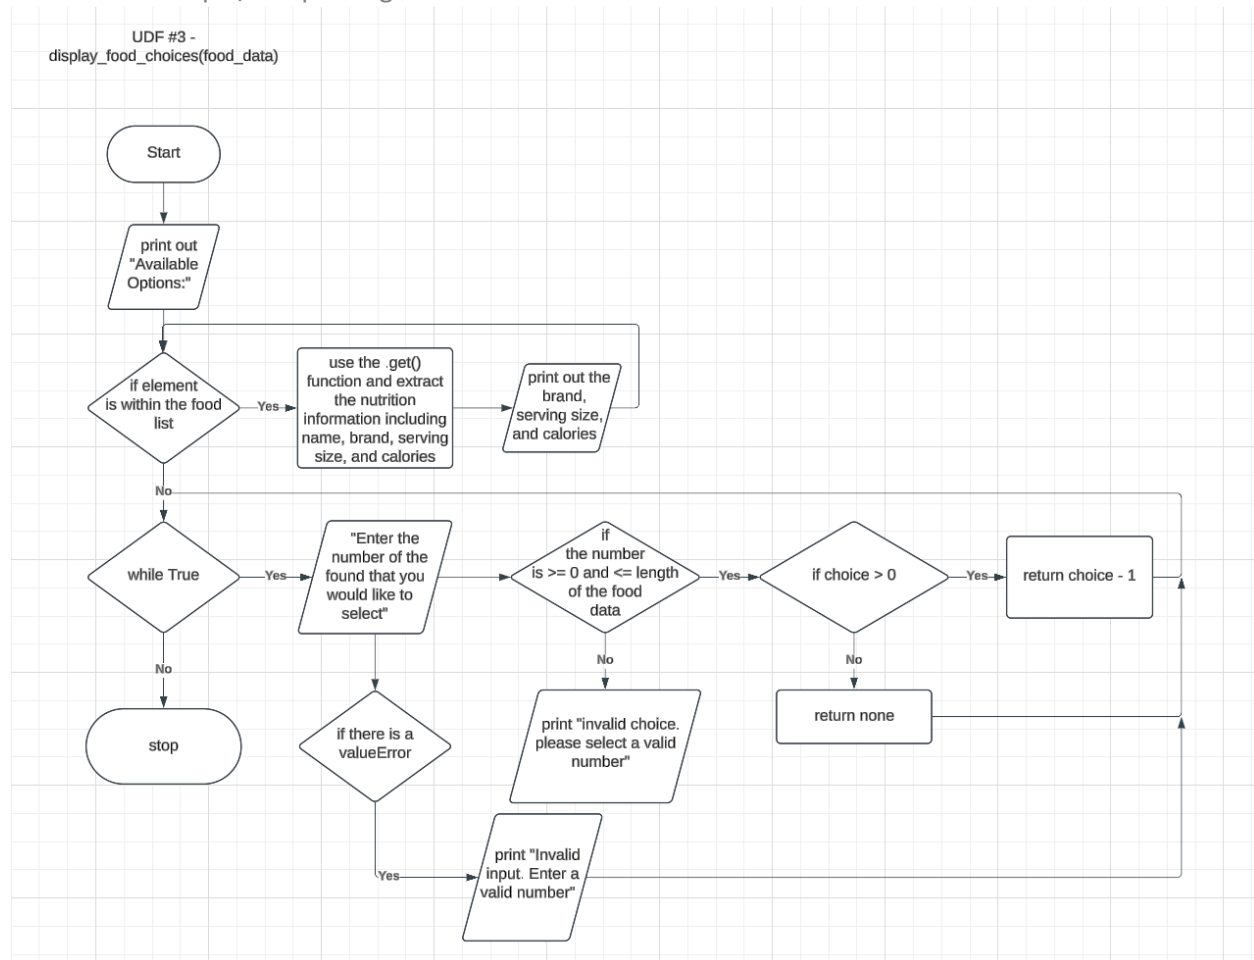 UDF #3 -
display_food_choices(food_data)
Start
print out
"Available
Options:"
if element
is within the food
list
Yes
use the .get()
function and extract
the nutrition
information including
name, brand, serving
size, and calories
print out the
brand,
serving size,
and calories
No
while True
Yes
"Enter the
number of the
found that you
would like to
select"
if
the number
is >= 0 and <= length
of the food
data
Yes
if choice > 0
Yes
return choice - 1
No
No
No
stop
if there is a
valueError
print "invalid choice.
please select a valid
number"
return none
Yes
print "Invalid
input. Enter a
valid number"